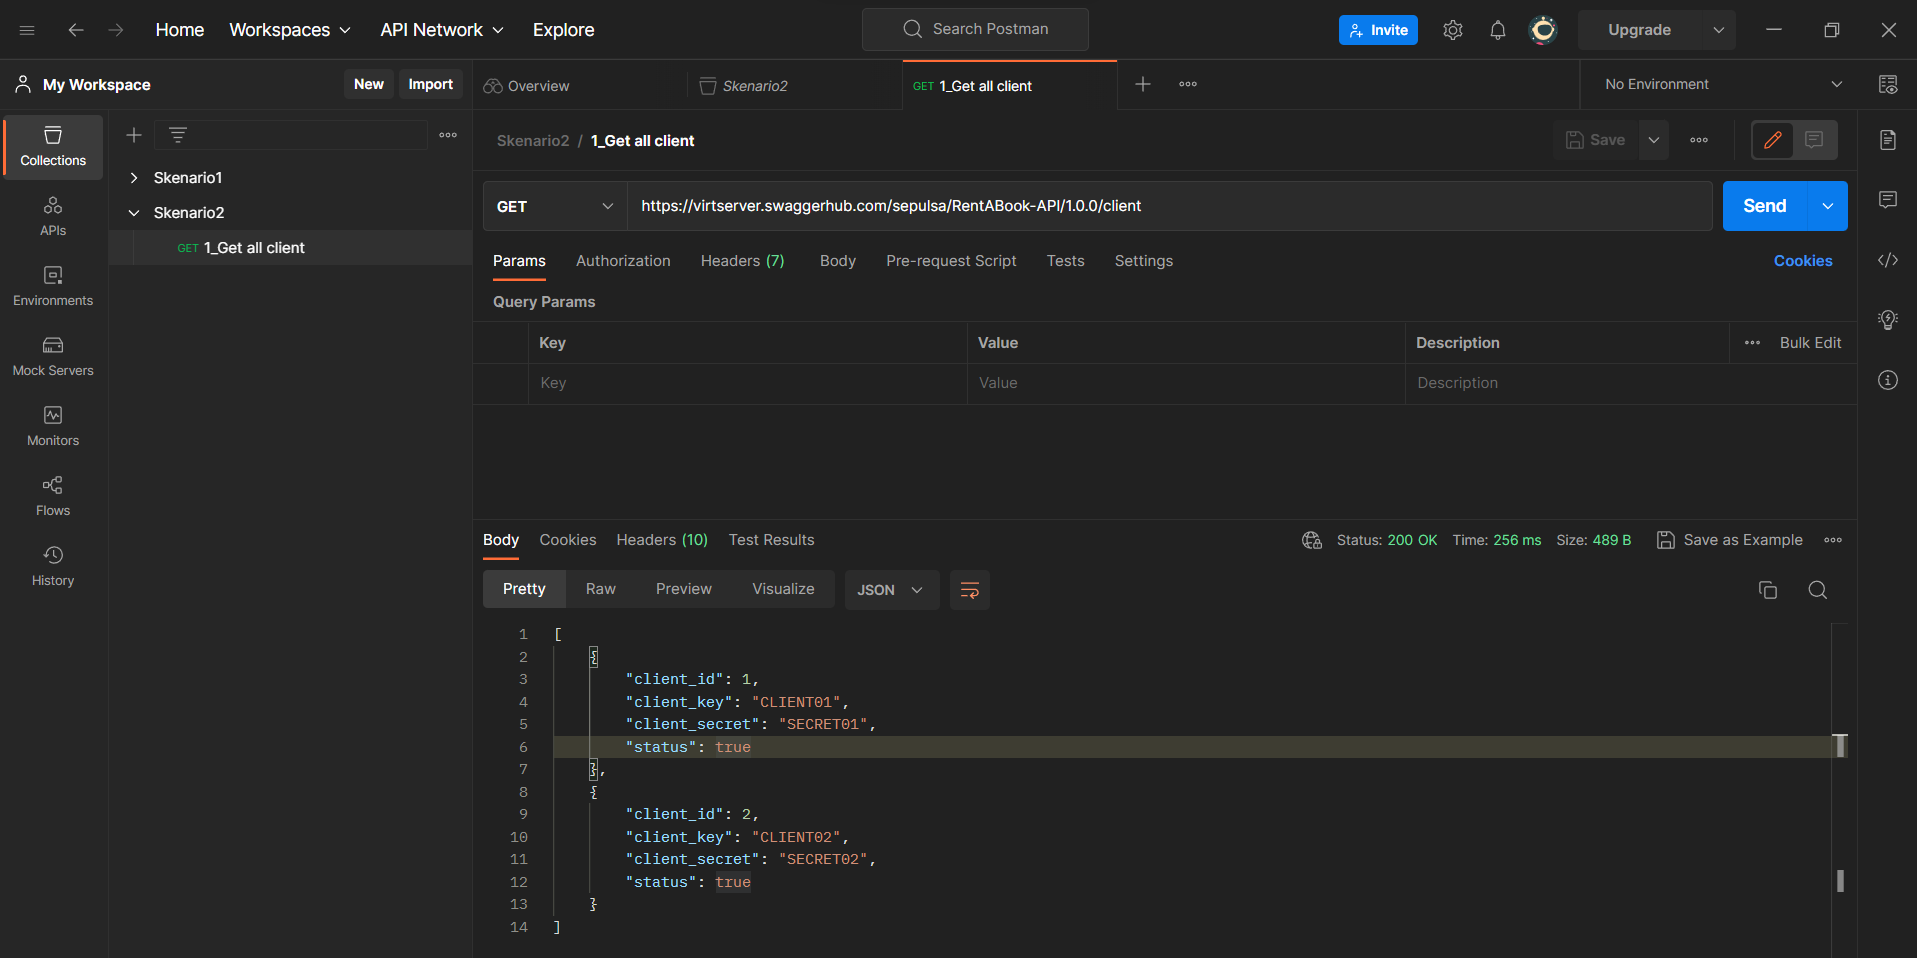 Home Workspaces API Network Explore Search Postman Invite Upgrade
My Workspace New Import Overview Skenario2 GET 1_Get all client No Environment
Collections
APIs
Environments
Mock Servers
Monitors
Flows
History
Skenario1
Skenario2
GET 1_Get all client
Skenario2 / 1_Get all client Save
GET https://virtserver.swaggerhub.com/sepulsa/RentABook-API/1.0.0/client Send
Params Authorization Headers (7) Body Pre-request Script Tests Settings Cookies
Query Params
Key Value Description Bulk Edit
Key Value Description
Body Cookies Headers (10) Test Results Status: 200 OK Time: 256 ms Size: 489 B Save as Example
Pretty Raw Preview Visualize JSON
1 [
2 {
3 "client_id": 1,
4 "client_key": "CLIENT01",
5 "client_secret": "SECRET01",
6 "status": true
7 },
8 {
9 "client_id": 2,
10 "client_key": "CLIENT02",
11 "client_secret": "SECRET02",
12 "status": true
13 }
14 ]